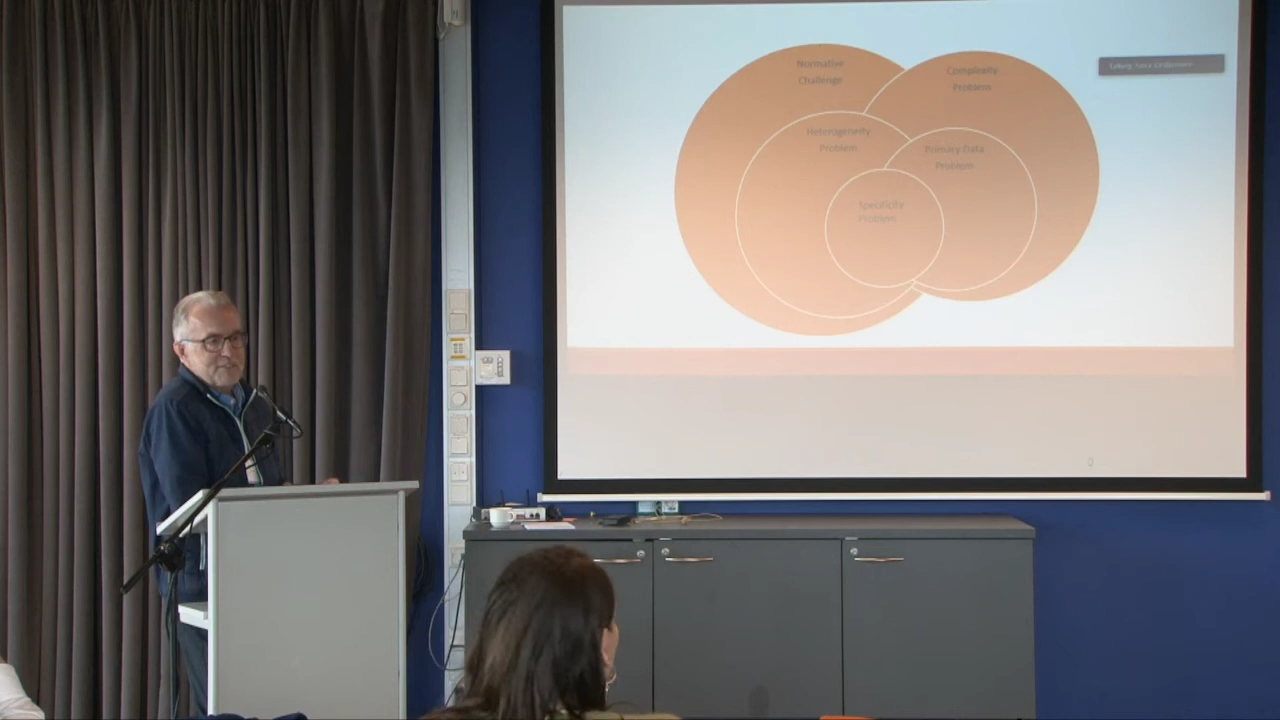 Normative
Challenge
Complexity
Problem
Heterogeneity
Problem
Primary Data
Problem
Specificity
Problem